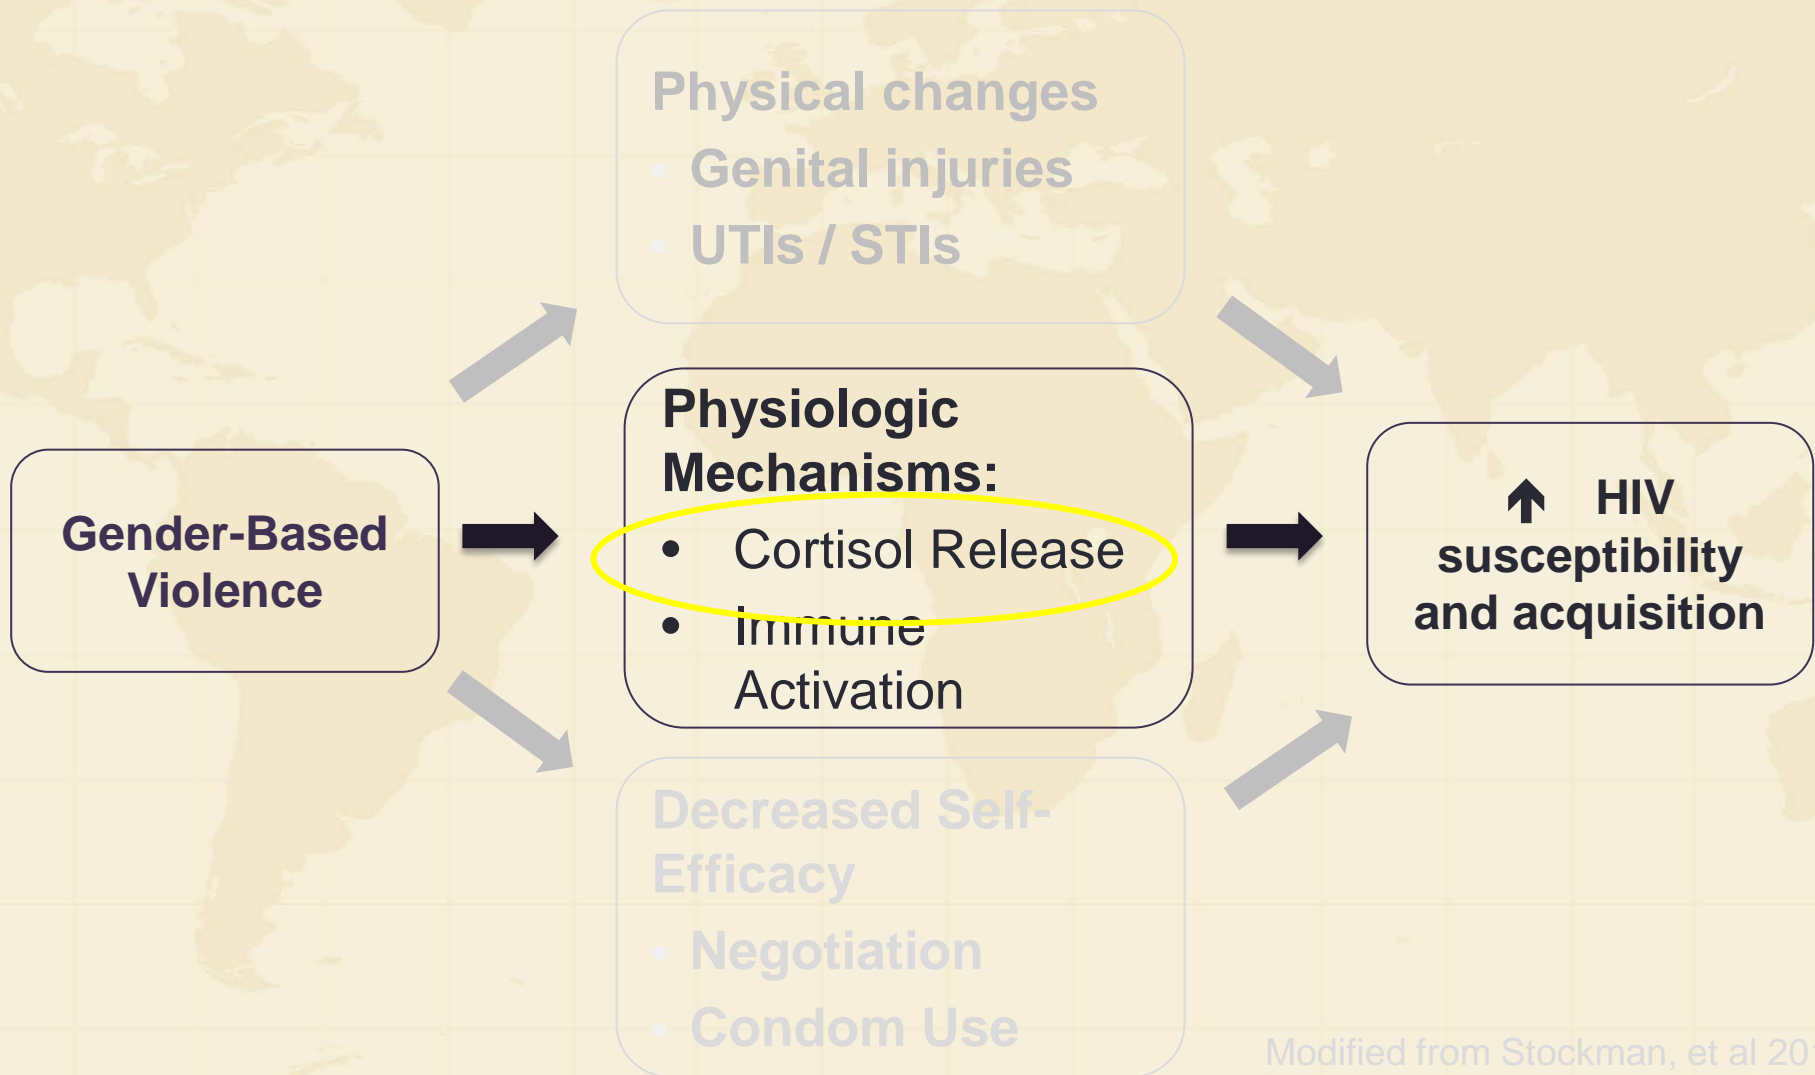 Physical changes
• Genital injuries
• UTIs / STIs
Gender-Based
Violence
Physiologic
Mechanisms:
• Cortisol Release
• Immune
Activation
↑ HIV
susceptibility
and acquisition
Decreased Self-
Efficacy
• Negotiation
• Condom Use
Modified from Stockman, et al